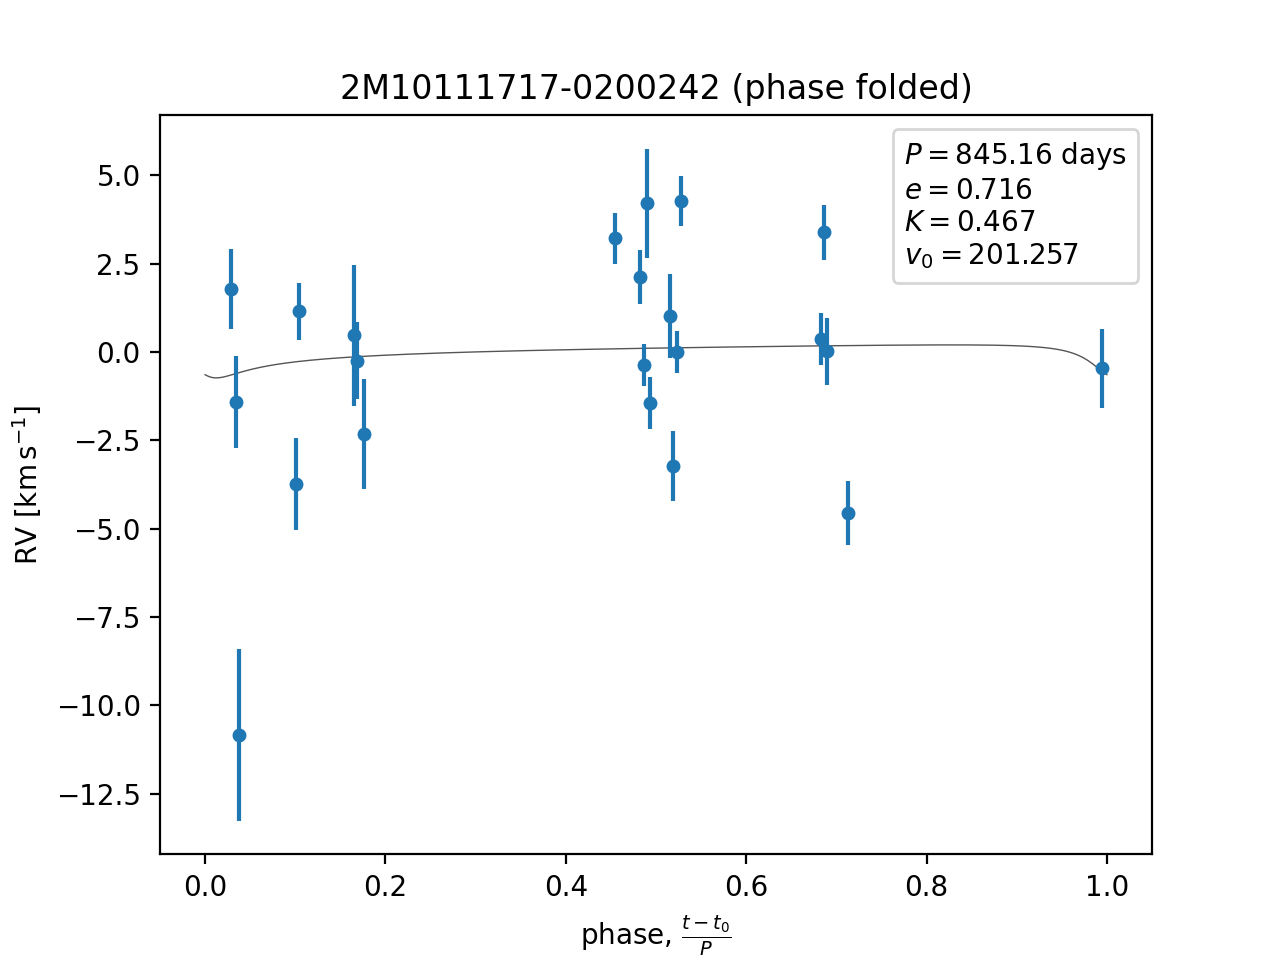 2M10111717-0200242 (phase folded)
P = 845.16 days
e = 0.716
K = 0.467
v₀ = 201.257
5.0
2.5
0.0
−2.5
−5.0
−7.5
−10.0
−12.5
RV [km s⁻¹]
0.0 0.2 0.4 0.6 0.8 1.0
phase, (t − t₀)/P